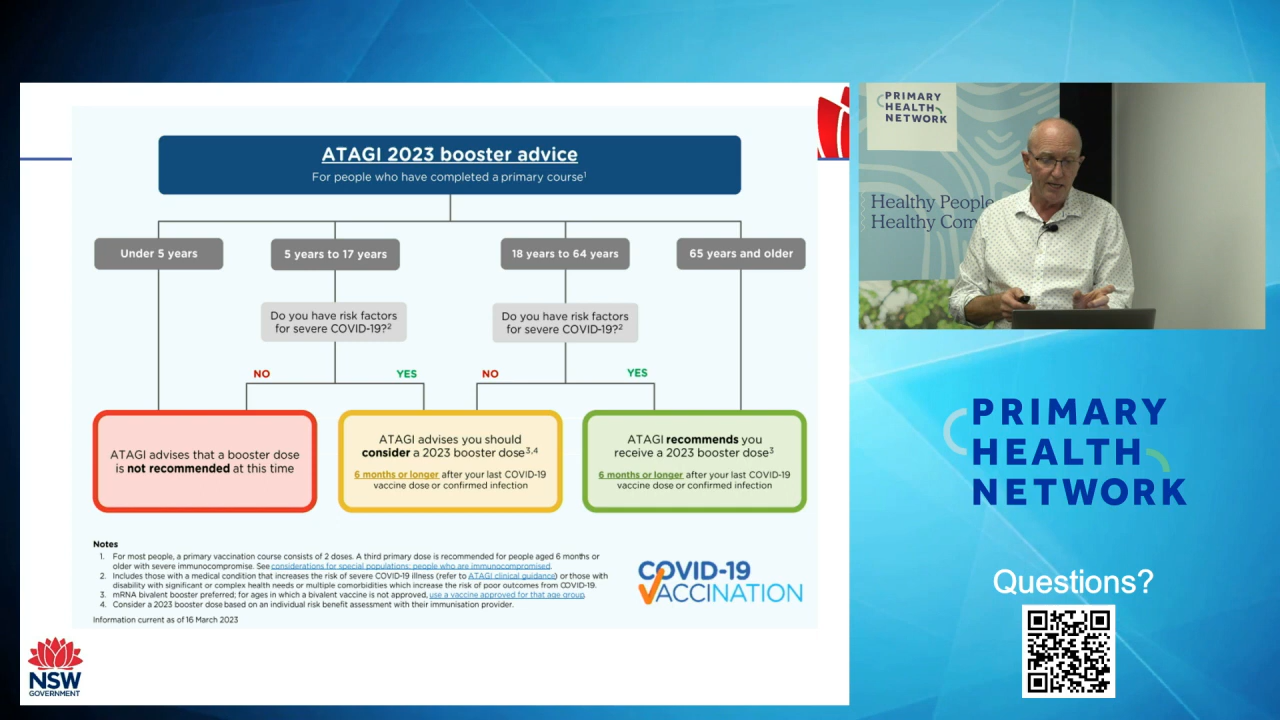 ATAGI 2023 booster advice
For people who have completed a primary course¹
Under 5 years
5 years to 17 years
18 years to 64 years
65 years and older
Do you have risk factors
for severe COVID-19?²
Do you have risk factors
for severe COVID-19?²
NO
YES
NO
YES
ATAGI advises that a booster dose
is not recommended at this time
ATAGI advises you should
consider a 2023 booster dose³,⁴
6 months or longer after your last COVID-19
vaccine dose or confirmed infection
ATAGI recommends you
receive a 2023 booster dose³
6 months or longer after your last COVID-19
vaccine dose or confirmed infection
Notes
1. For most people, a primary vaccination course consists of 2 doses. A third primary dose is recommended for people aged 6 months or
older with severe immunocompromise. See considerations for special populations: people who are immunocompromised.
2. Includes those with a medical condition that increases the risk of severe COVID-19 illness (refer to ATAGI clinical guidance) or those with
disability with significant or complex health needs or multiple comorbidities which increase the risk of poor outcomes from COVID-19.
3. mRNA bivalent booster preferred; for ages in which a bivalent vaccine is not approved, use a vaccine approved for that age group.
4. Consider a 2023 booster dose based on an individual risk benefit assessment with their immunisation provider.
Information current as of 16 March 2023
COVID-19
VACCINATION
NSW
GOVERNMENT
PRIMARY
HEALTH
NETWORK
Healthy People
Healthy Com
PRIMARY
HEALTH
NETWORK
Questions?